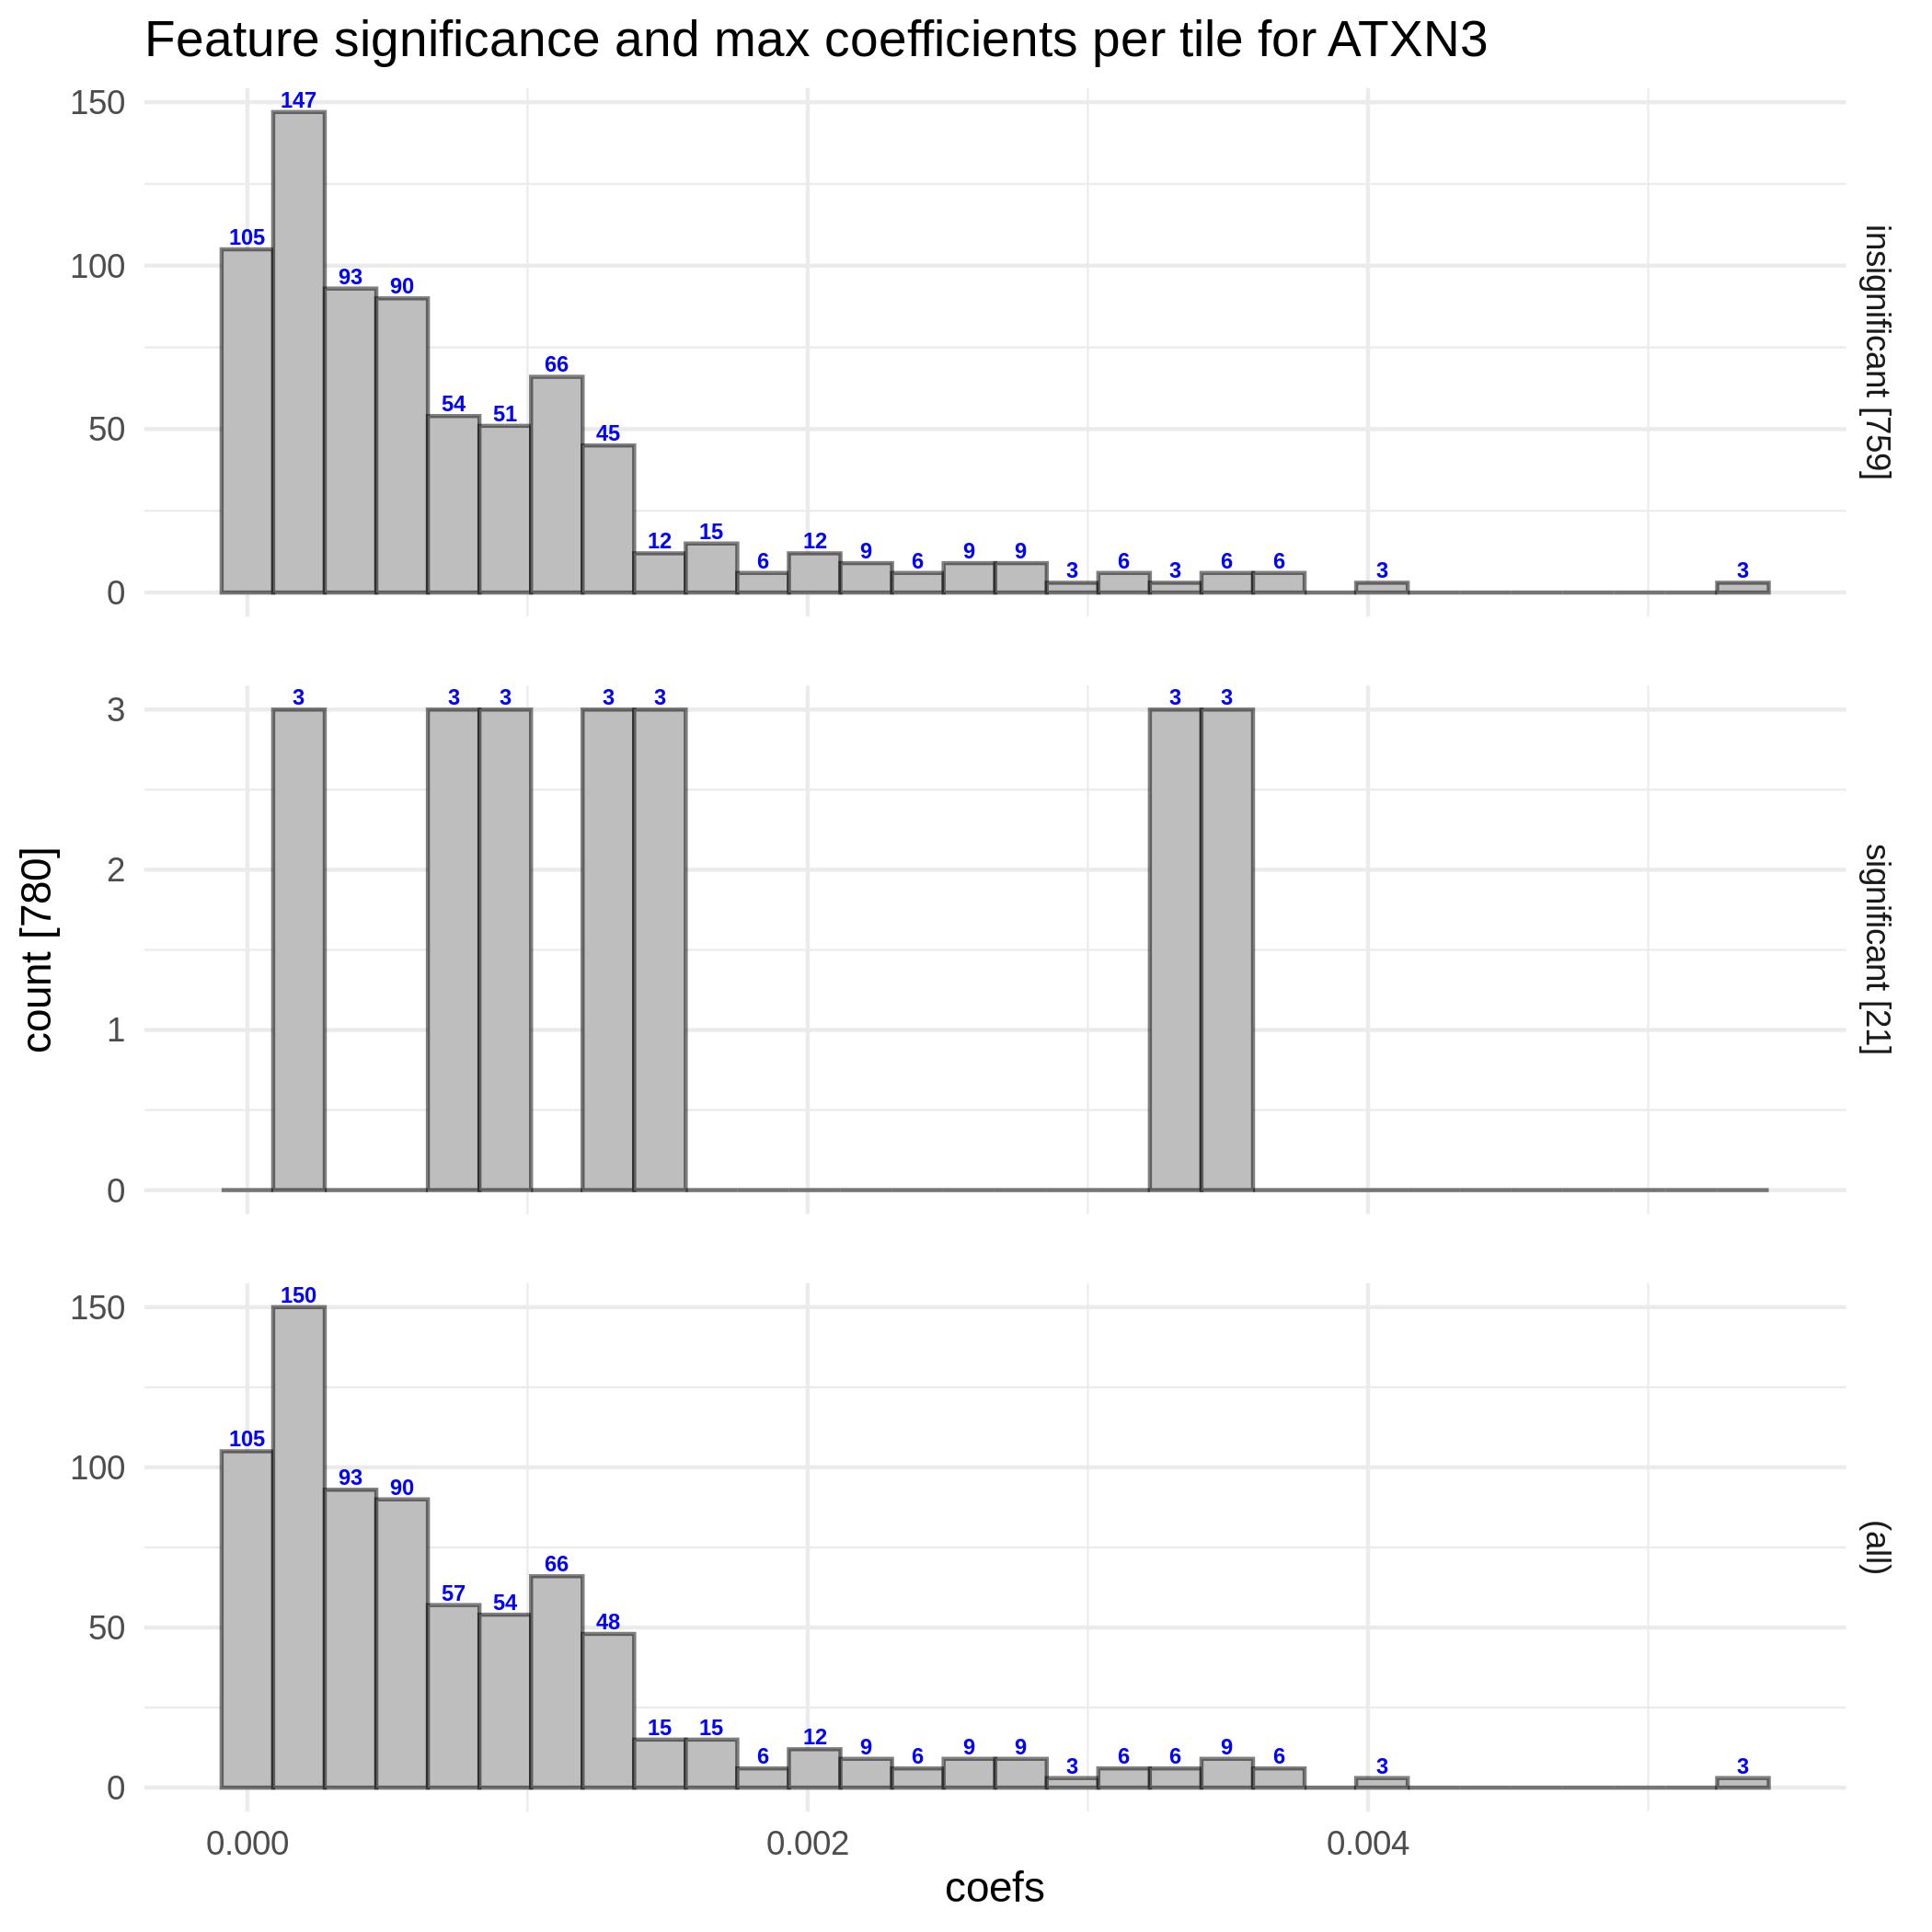 Feature significance and max coefficients per tile for ATXN3
150
100
50
0
105 147 93 90 54 51 66 45 12 15 6 12 9 6 9 9 3 6 3 6 6 3 3
insignificant [759]
3
2
1
0
3 3 3 3 3 3 3
significant [21]
150
100
50
0
105 150 93 90 57 54 66 48 15 15 6 12 9 6 9 9 3 6 6 9 6 3 3
(all)
count [780]
0.000 0.002 0.004
coefs